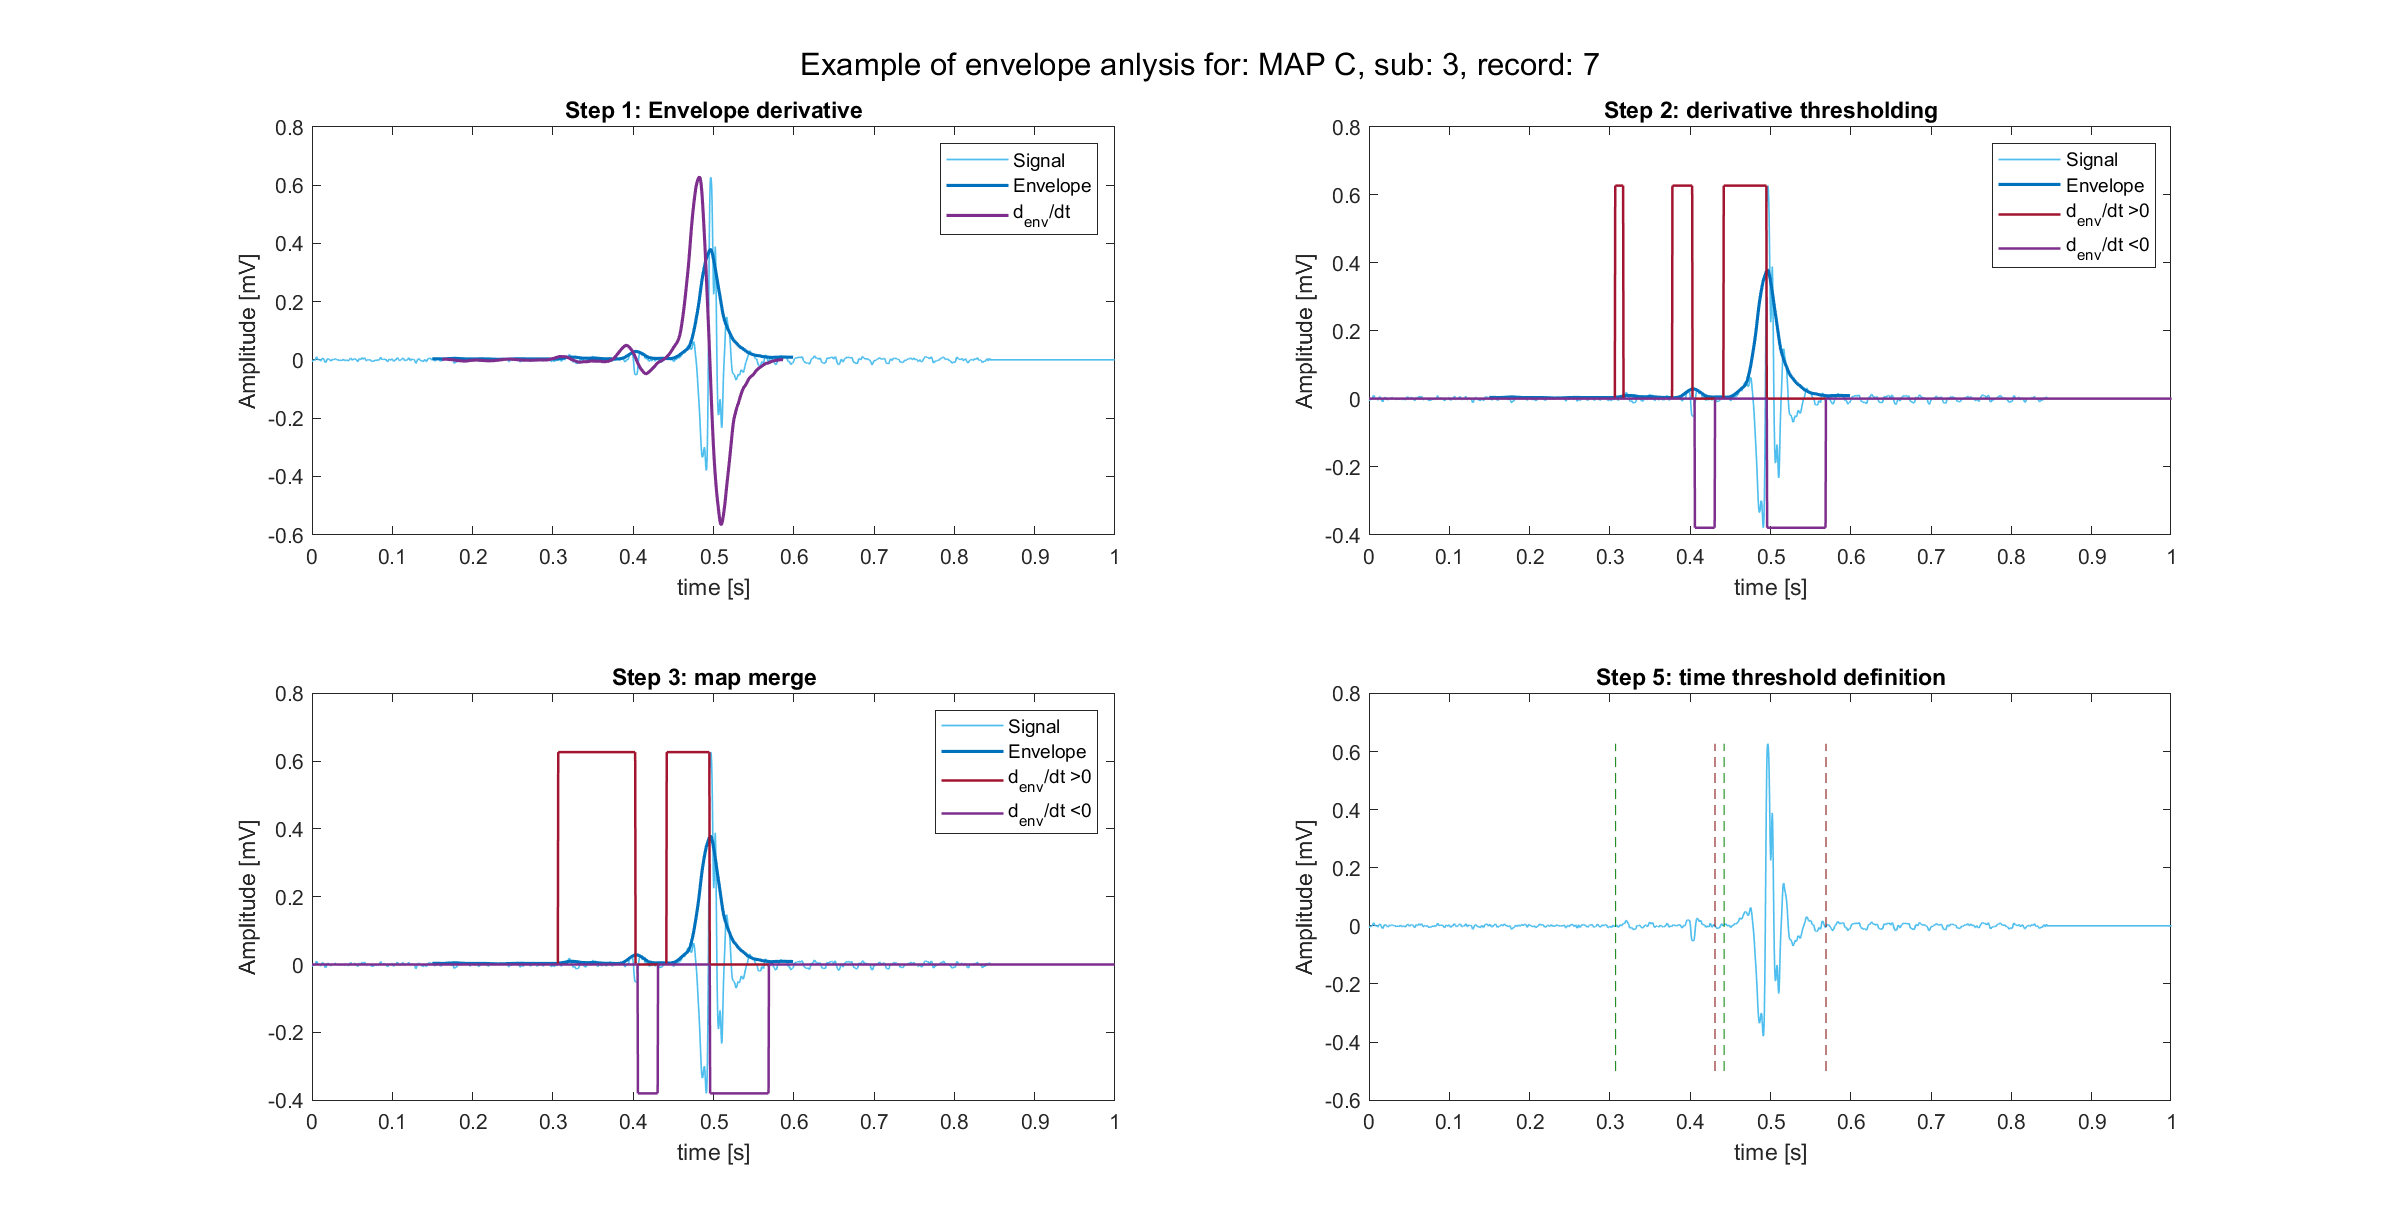 Example of envelope anlysis for: MAP C, sub: 3, record: 7
Step 1: Envelope derivative
0.8
0.6
0.4
0.2
0
-0.2
-0.4
-0.6
Amplitude [mV]
0 0.1 0.2 0.3 0.4 0.5 0.6 0.7 0.8 0.9 1
time [s]
Signal
Envelope
d_env/dt
Step 2: derivative thresholding
0.8
0.6
0.4
0.2
0
-0.2
-0.4
Amplitude [mV]
0 0.1 0.2 0.3 0.4 0.5 0.6 0.7 0.8 0.9 1
time [s]
Signal
Envelope
d_env/dt >0
d_env/dt <0
Step 3: map merge
0.8
0.6
0.4
0.2
0
-0.2
-0.4
Amplitude [mV]
0 0.1 0.2 0.3 0.4 0.5 0.6 0.7 0.8 0.9 1
time [s]
Signal
Envelope
d_env/dt >0
d_env/dt <0
Step 5: time threshold definition
0.8
0.6
0.4
0.2
0
-0.2
-0.4
-0.6
Amplitude [mV]
0 0.1 0.2 0.3 0.4 0.5 0.6 0.7 0.8 0.9 1
time [s]